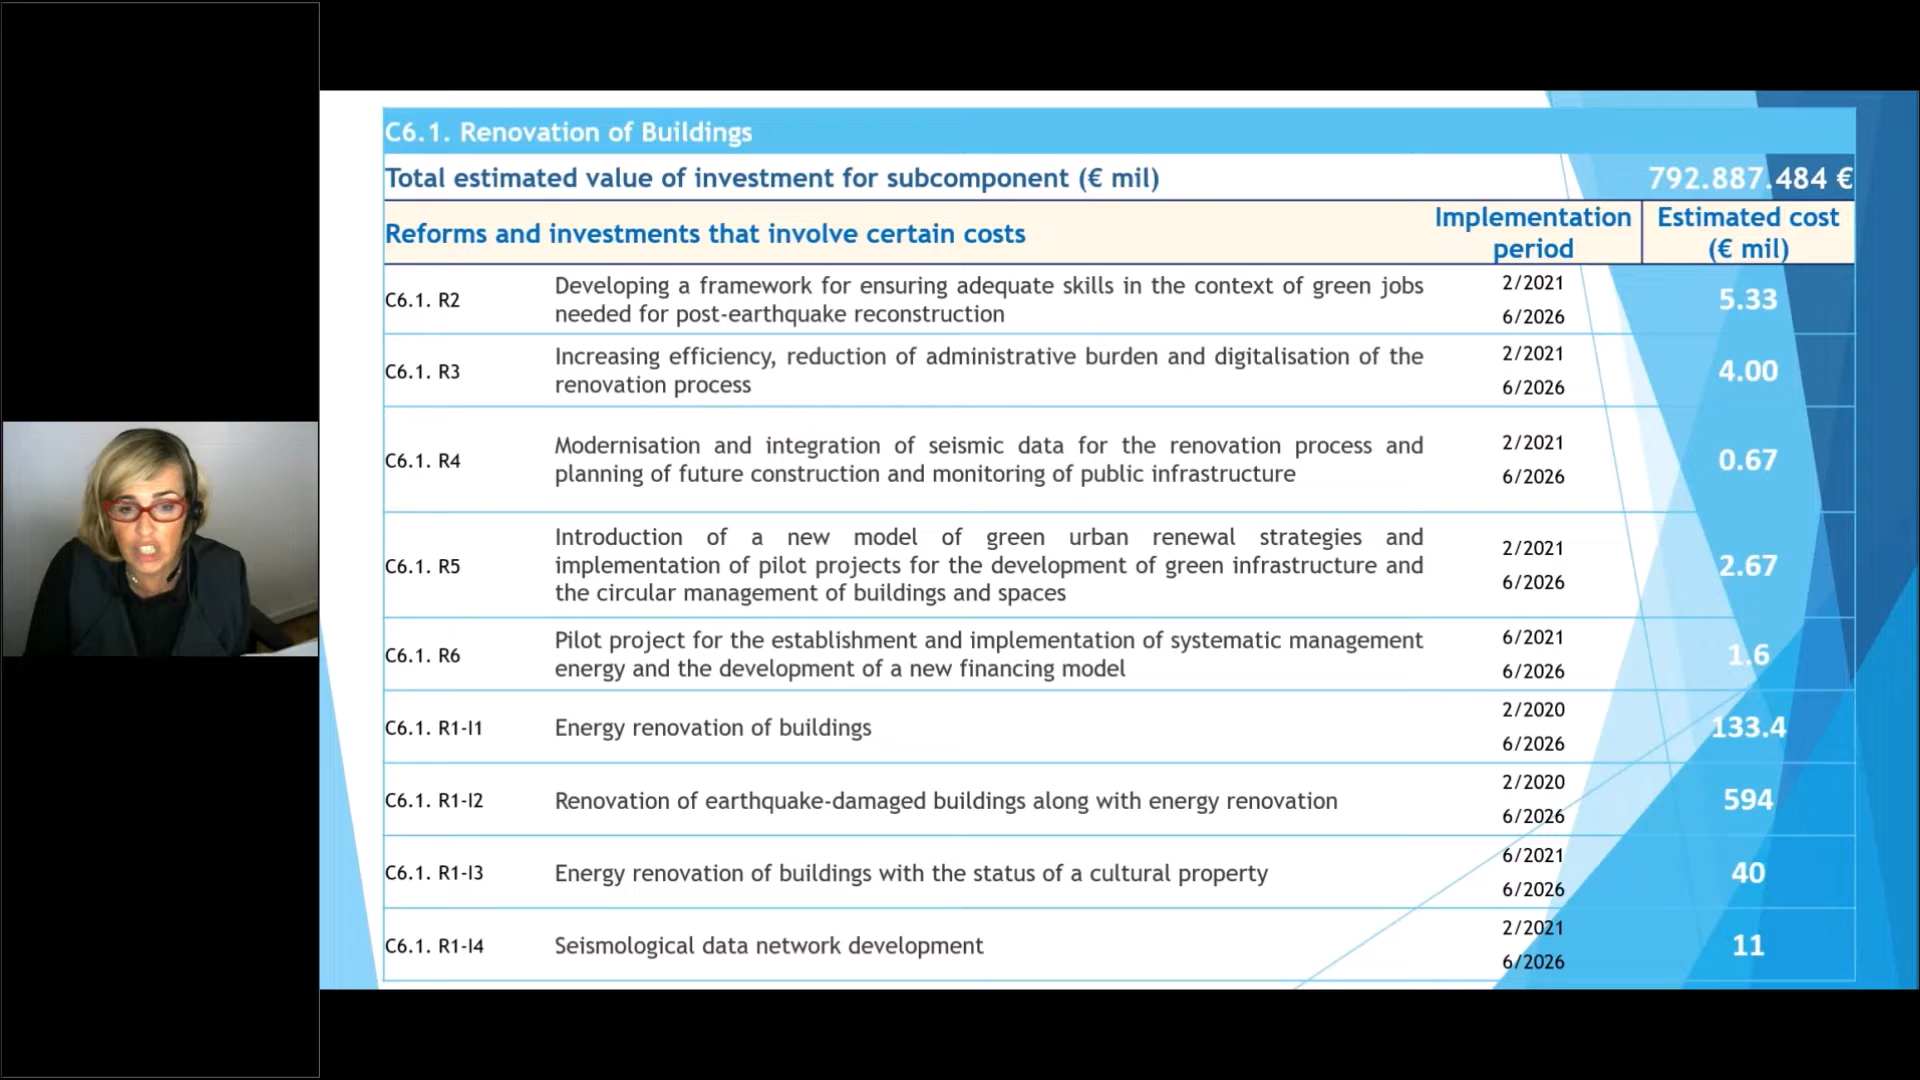 C6.1. Renovation of Buildings
Total estimated value of investment for subcomponent (€ mil) 792.887.484 €
Reforms and investments that involve certain costs
Implementation
period
Estimated cost
(€ mil)
C6.1. R2
Developing a framework for ensuring adequate skills in the context of green jobs
needed for post-earthquake reconstruction
2/2021
6/2026
5.33
C6.1. R3
Increasing efficiency, reduction of administrative burden and digitalisation of the
renovation process
2/2021
6/2026
4.00
C6.1. R4
Modernisation and integration of seismic data for the renovation process and
planning of future construction and monitoring of public infrastructure
2/2021
6/2026
0.67
C6.1. R5
Introduction of a new model of green urban renewal strategies and
implementation of pilot projects for the development of green infrastructure and
the circular management of buildings and spaces
2/2021
6/2026
2.67
C6.1. R6
Pilot project for the establishment and implementation of systematic management
energy and the development of a new financing model
6/2021
6/2026
1.6
C6.1. R1-I1
Energy renovation of buildings
2/2020
6/2026
133.4
C6.1. R1-I2
Renovation of earthquake-damaged buildings along with energy renovation
2/2020
6/2026
594
C6.1. R1-I3
Energy renovation of buildings with the status of a cultural property
6/2021
6/2026
40
C6.1. R1-I4
Seismological data network development
2/2021
6/2026
11